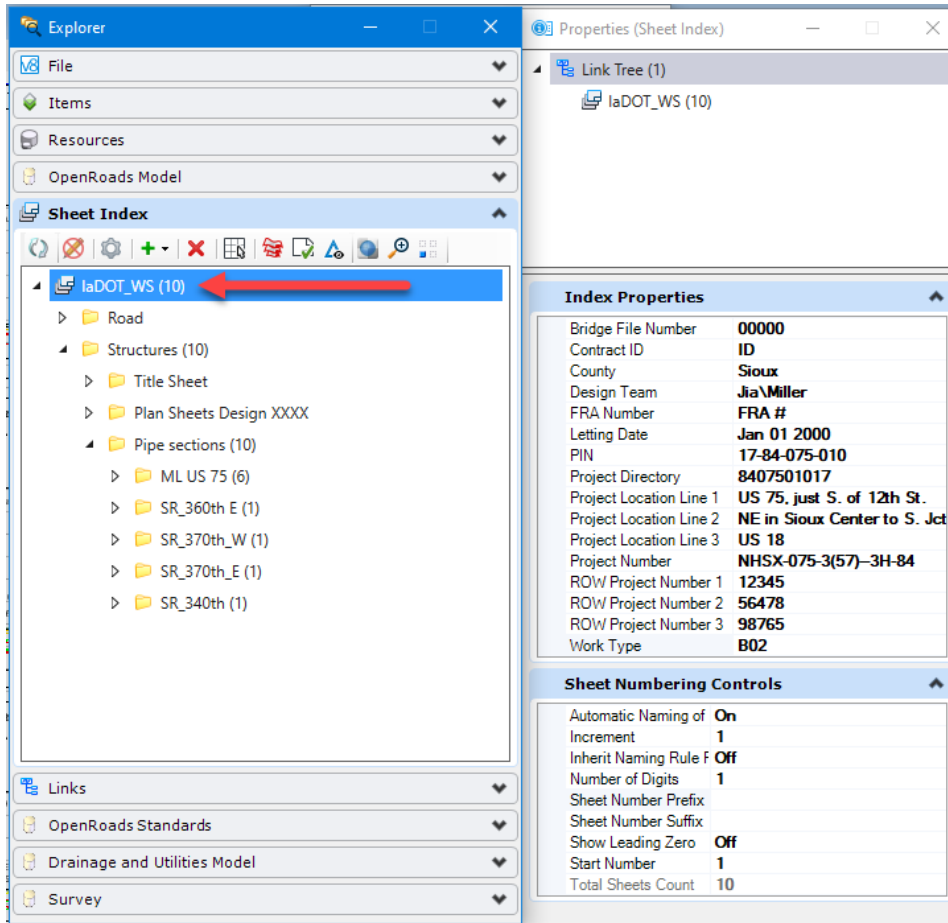 Explorer
File
Items
Resources
OpenRoads Model
Sheet Index
IaDOT_WS (10)
Road
Structures (10)
Title Sheet
Plan Sheets Design XXXX
Pipe sections (10)
ML US 75 (6)
SR_360th E (1)
SR_370th_W (1)
SR_370th_E (1)
SR_340th (1)
Links
OpenRoads Standards
Drainage and Utilities Model
Survey
Properties (Sheet Index)
Link Tree (1)
IaDOT_WS (10)
Index Properties
Bridge File Number 00000
Contract ID ID
County Sioux
Design Team Jia\Miller
FRA Number FRA #
Letting Date Jan 01 2000
PIN 17-84-075-010
Project Directory 8407501017
Project Location Line 1 US 75, just S. of 12th St.
Project Location Line 2 NE in Sioux Center to S. Jct
Project Location Line 3 US 18
Project Number NHSX-075-3(57)--3H-84
ROW Project Number 1 12345
ROW Project Number 2 56478
ROW Project Number 3 98765
Work Type B02
Sheet Numbering Controls
Automatic Naming of On
Increment 1
Inherit Naming Rule F Off
Number of Digits 1
Sheet Number Prefix
Sheet Number Suffix
Show Leading Zero Off
Start Number 1
Total Sheets Count 10